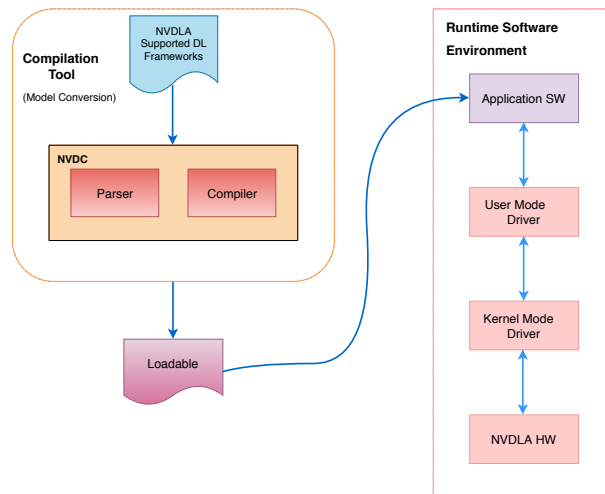 Compilation
Tool
(Model Conversion)
NVDLA
Supported DL
Frameworks
NVDC
Parser
Compiler
Loadable
Runtime Software
Environment
Application SW
User Mode
Driver
Kernel Mode
Driver
NVDLA HW